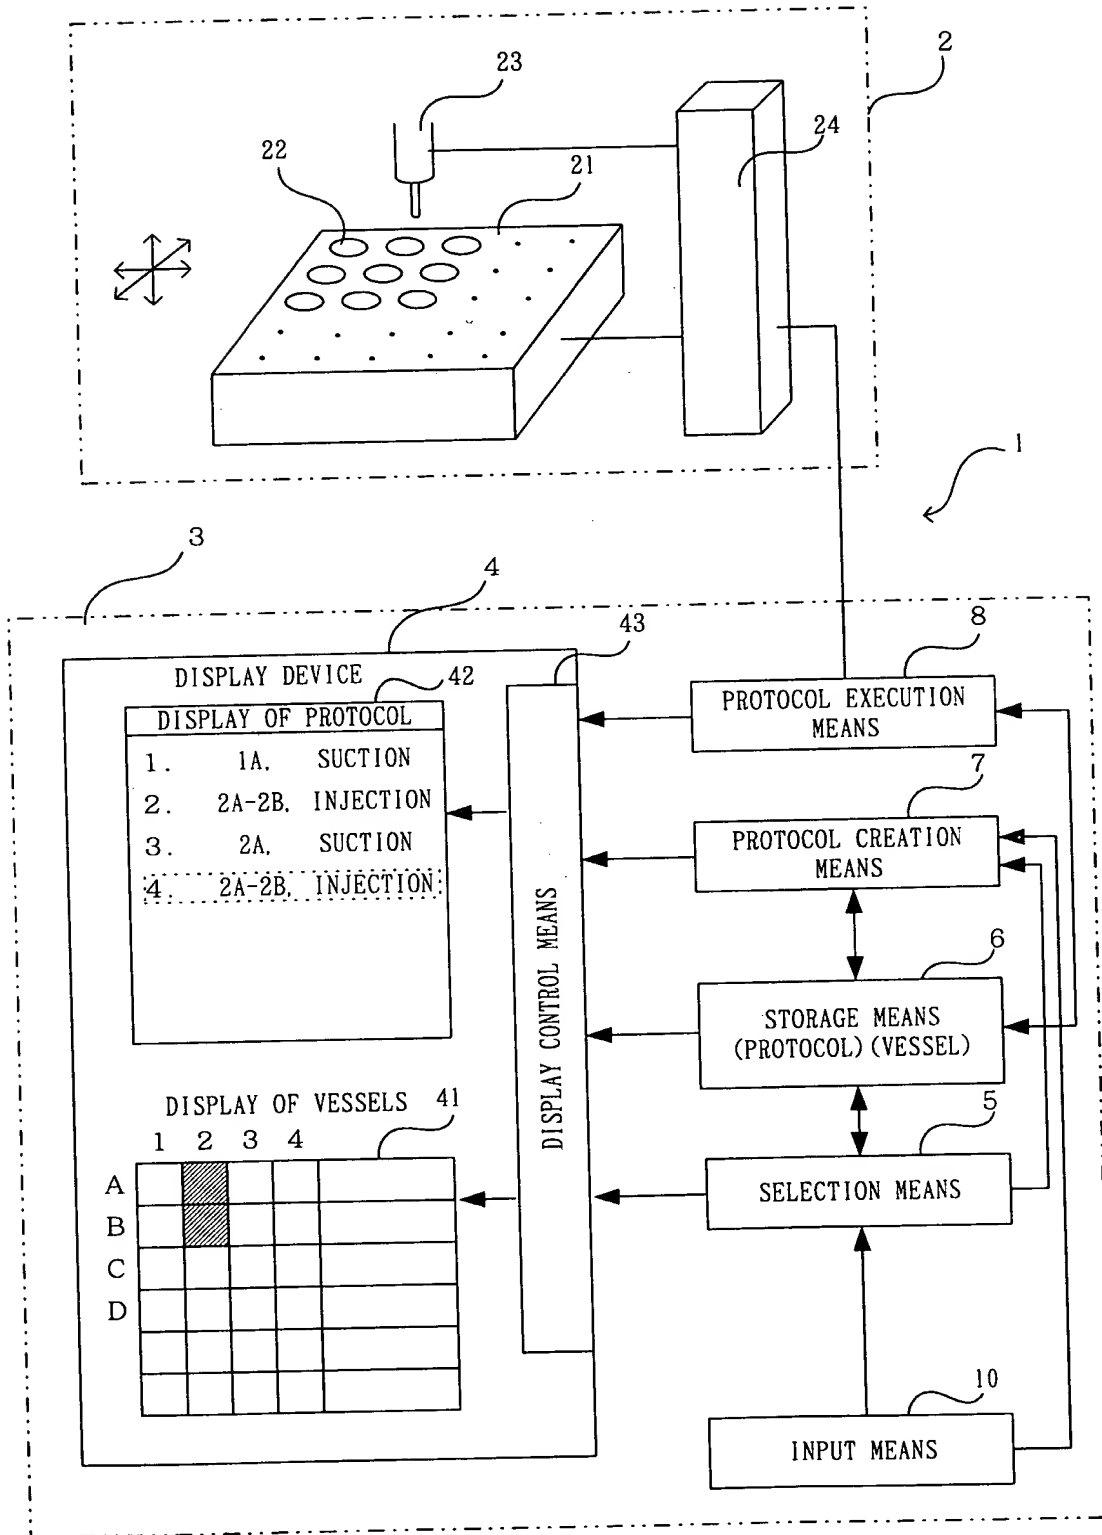 2
23
24
22
21
1
3
4
43
8
DISPLAY DEVICE
42
DISPLAY OF PROTOCOL
1. 1A, SUCTION
2. 2A-2B, INJECTION
3. 2A, SUCTION
4. 2A-2B, INJECTION
DISPLAY CONTROL MEANS
PROTOCOL EXECUTION
MEANS
7
PROTOCOL CREATION
MEANS
6
STORAGE MEANS
(PROTOCOL) (VESSEL)
5
SELECTION MEANS
10
INPUT MEANS
DISPLAY OF VESSELS
41
1 2 3 4
A
B
C
D